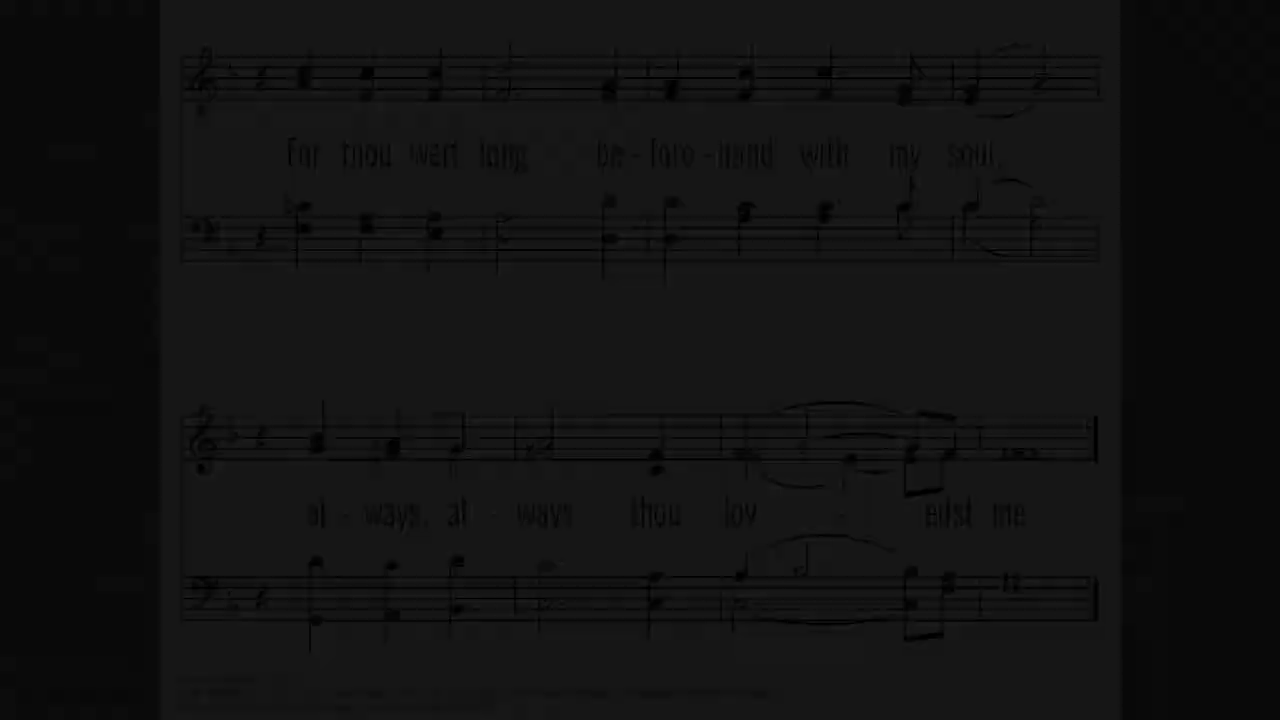 For thou wert long be - fore - hand with my soul,
al - ways, al - ways thou lov - edst me